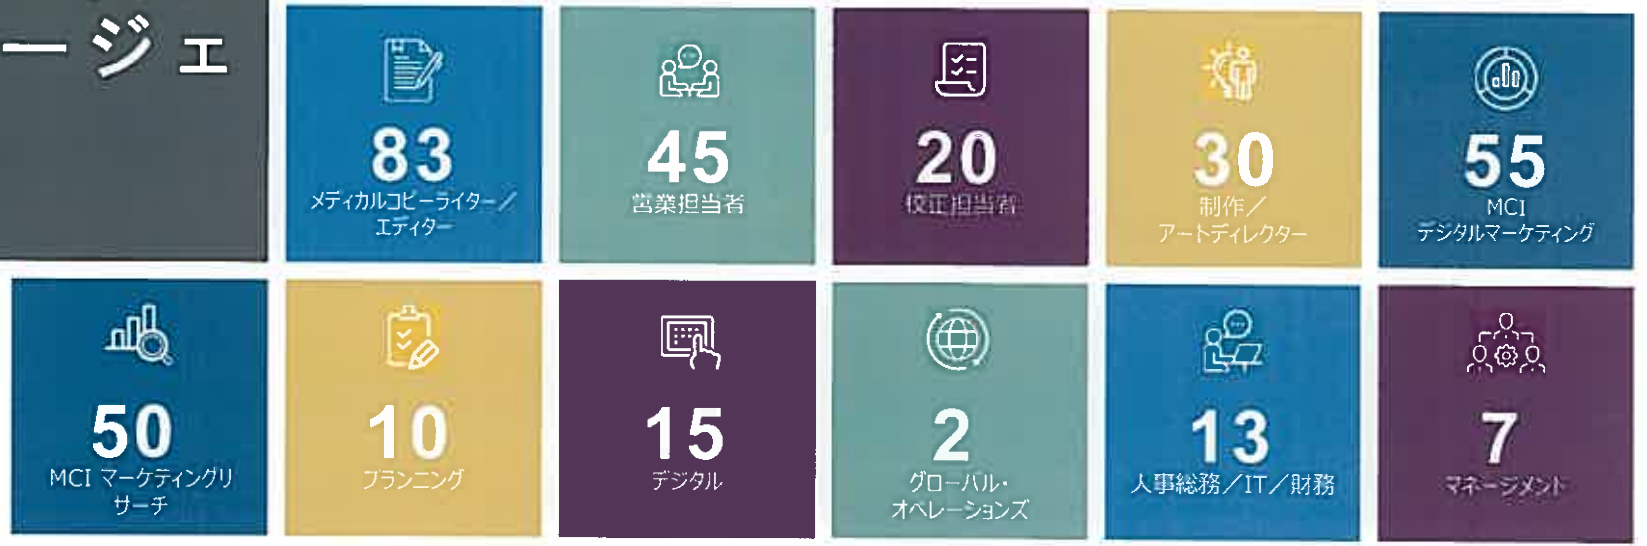 ージェ
83
メディカルコピーライター／
エディター
45
営業担当者
20
校正担当者
30
制作／
アートディレクター
55
MCI
デジタルマーケティング
50
MCI マーケティングリ
サーチ
10
プランニング
15
デジタル
2
グローバル・
オペレーションズ
13
人事総務／IT／財務
7
マネージメント